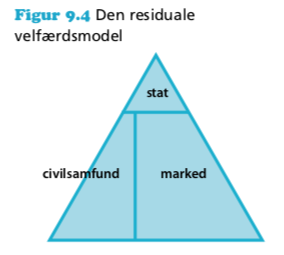 Figur 9.4 Den residuale
velfærdsmodel
stat
civilsamfund
marked